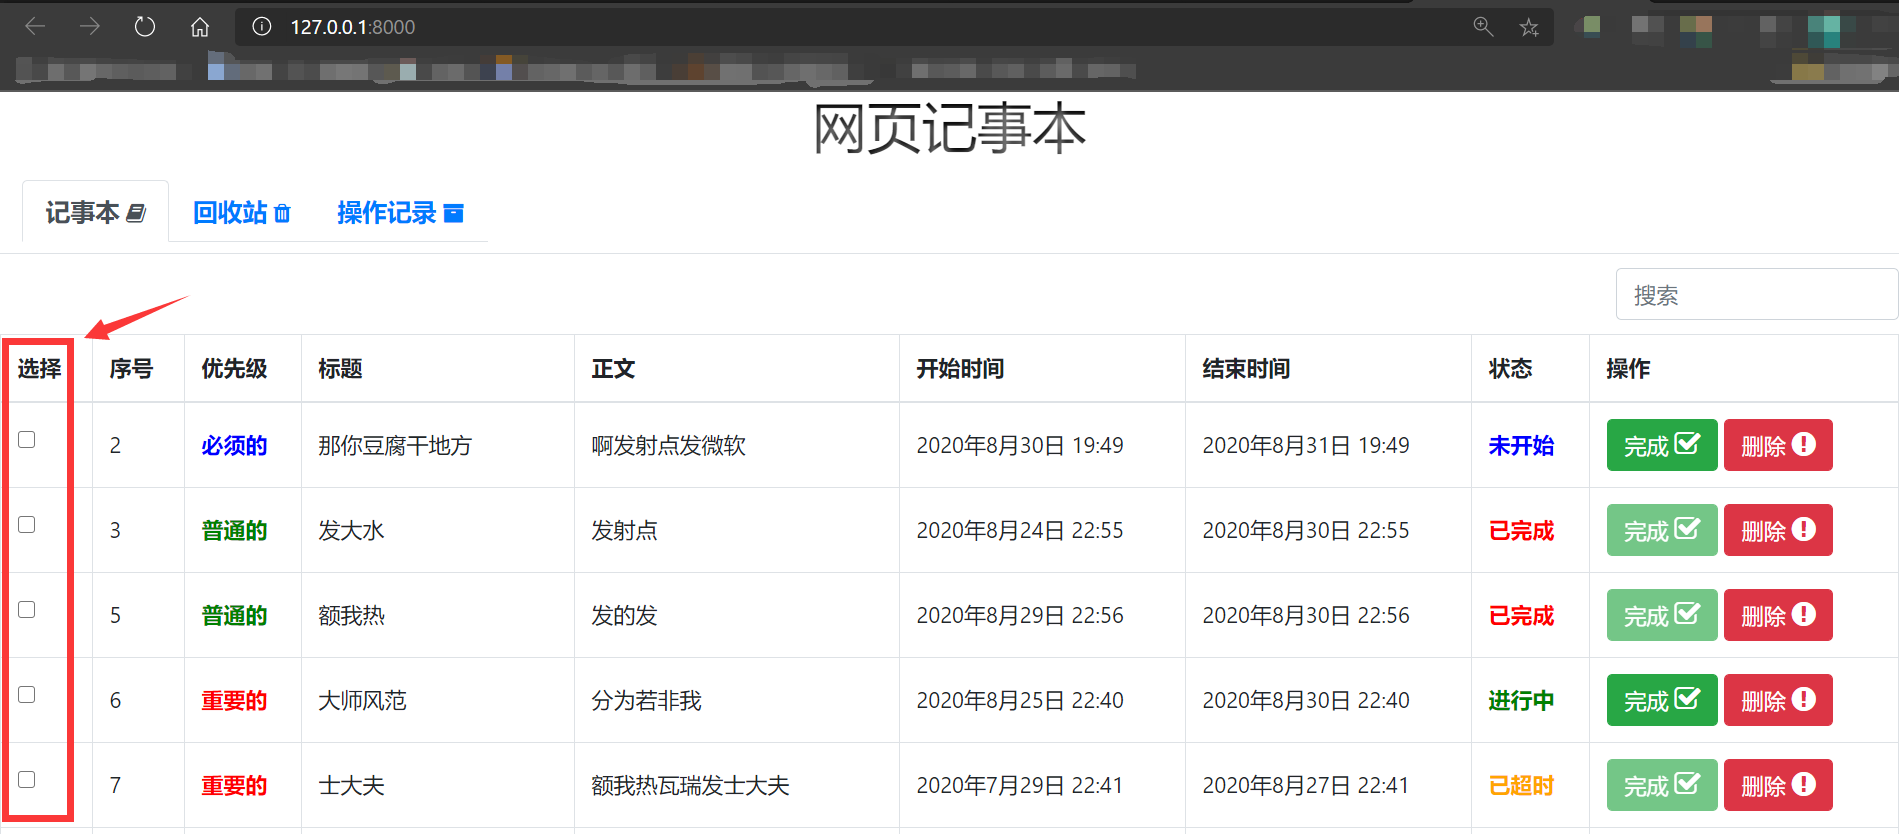 127.0.0.1:8000
网页记事本
记事本 回收站 操作记录
搜索
选择 序号 优先级 标题 正文 开始时间 结束时间 状态 操作
2 必须的 那你豆腐干地方 啊发射点发微软 2020年8月30日 19:49 2020年8月31日 19:49 未开始 完成 删除
3 普通的 发大水 发射点 2020年8月24日 22:55 2020年8月30日 22:55 已完成 完成 删除
5 普通的 额我热 发的发 2020年8月29日 22:56 2020年8月30日 22:56 已完成 完成 删除
6 重要的 大师风范 分为若非我 2020年8月25日 22:40 2020年8月30日 22:40 进行中 完成 删除
7 重要的 士大夫 额我热瓦瑞发士大夫 2020年7月29日 22:41 2020年8月27日 22:41 已超时 完成 删除